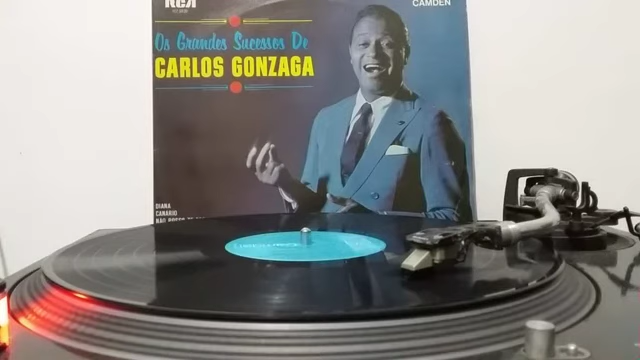 RCA
CAMDEN
Os Grandes Sucessos De
CARLOS GONZAGA
DIANA
CANARIO